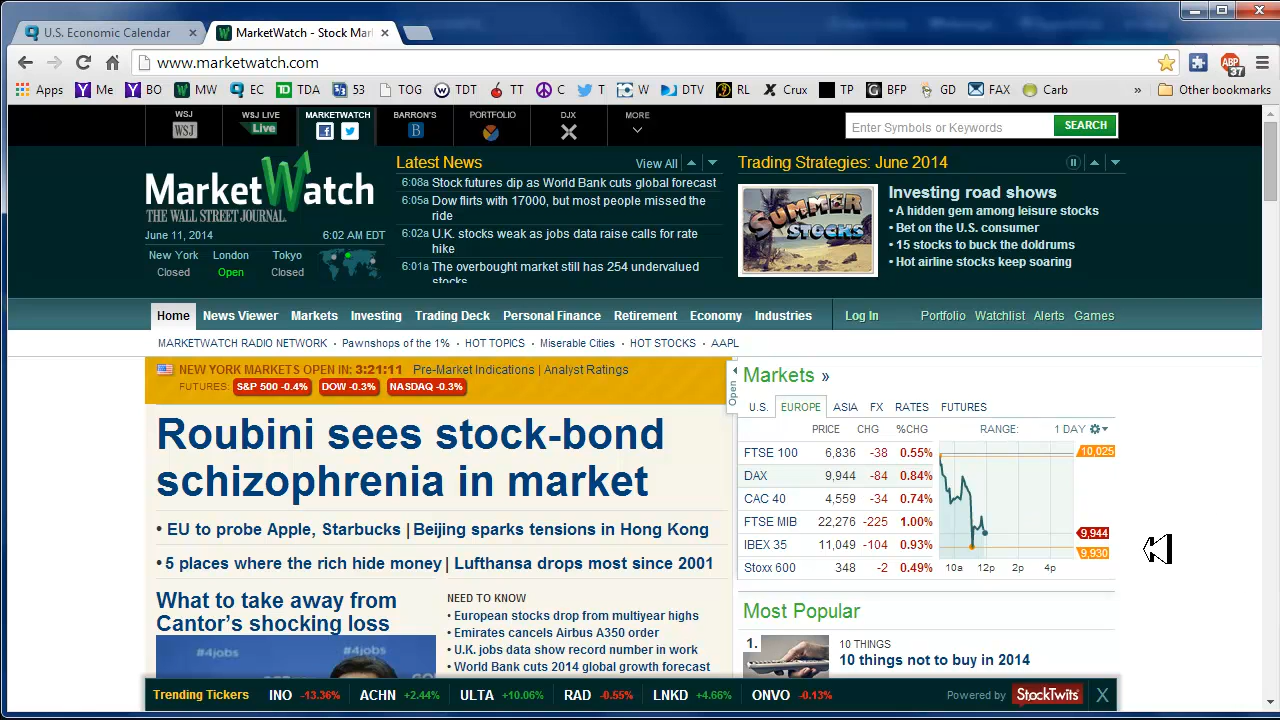 U.S. Economic Calendar
MarketWatch - Stock Mar
www.marketwatch.com
ABP
37
Apps
Me
BO
MW
EC
TDA
53
TOG
TDT
TT
C
T
W
DTV
RL
Crux
TP
BFP
GD
FAX
Carb
»
Other bookmarks
WSJ
WSJ
WSJ LIVE
Live
MARKETWATCH
BARRON'S
B
PORTFOLIO
DJX
MORE
Enter Symbols or Keywords
SEARCH
MarketWatch
THE WALL STREET JOURNAL.
June 11, 2014 6:02 AM EDT
New York London Tokyo
Closed Open Closed
Latest News View All
6:08a Stock futures dip as World Bank cuts global forecast
6:05a Dow flirts with 17000, but most people missed the
ride
6:02a U.K. stocks weak as jobs data raise calls for rate
hike
6:01a The overbought market still has 254 undervalued
stocks
Trading Strategies: June 2014
SUMMER
STOCKS
Investing road shows
• A hidden gem among leisure stocks
• Bet on the U.S. consumer
• 15 stocks to buck the doldrums
• Hot airline stocks keep soaring
Home News Viewer Markets Investing Trading Deck Personal Finance Retirement Economy Industries Log In Portfolio Watchlist Alerts Games
MARKETWATCH RADIO NETWORK • Pawnshops of the 1% • HOT TOPICS • Miserable Cities • HOT STOCKS • AAPL
NEW YORK MARKETS OPEN IN: 3:21:11 Pre-Market Indications | Analyst Ratings
FUTURES: S&P 500 -0.4% DOW -0.3% NASDAQ -0.3%
Roubini sees stock-bond
schizophrenia in market
• EU to probe Apple, Starbucks | Beijing sparks tensions in Hong Kong
• 5 places where the rich hide money | Lufthansa drops most since 2001
What to take away from
Cantor's shocking loss
#4jobs
#4jobs
NEED TO KNOW
• European stocks drop from multiyear highs
• Emirates cancels Airbus A350 order
• U.K. jobs data show record number in work
• World Bank cuts 2014 global growth forecast
Open
Markets »
U.S. EUROPE ASIA FX RATES FUTURES
PRICE CHG %CHG RANGE: 1 DAY
FTSE 100 6,836 -38 0.55%
DAX 9,944 -84 0.84%
CAC 40 4,559 -34 0.74%
FTSE MIB 22,276 -225 1.00%
IBEX 35 11,049 -104 0.93%
Stoxx 600 348 -2 0.49%
10,025
9,944
9,930
10a 12p 2p 4p
Most Popular
1.
10 THINGS
10 things not to buy in 2014
Trending Tickers INO -13.36% ACHN +2.44% ULTA +10.06% RAD -0.55% LNKD +4.66% ONVO -0.13% Powered by StockTwits X